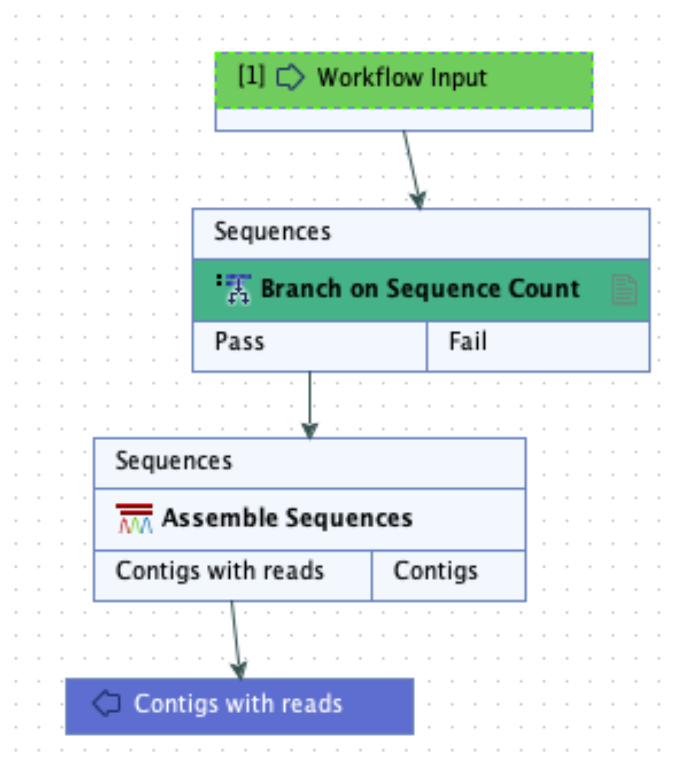 [1] Workflow Input
Sequences
Branch on Sequence Count
Pass Fail
Sequences
Assemble Sequences
Contigs with reads Contigs
Contigs with reads